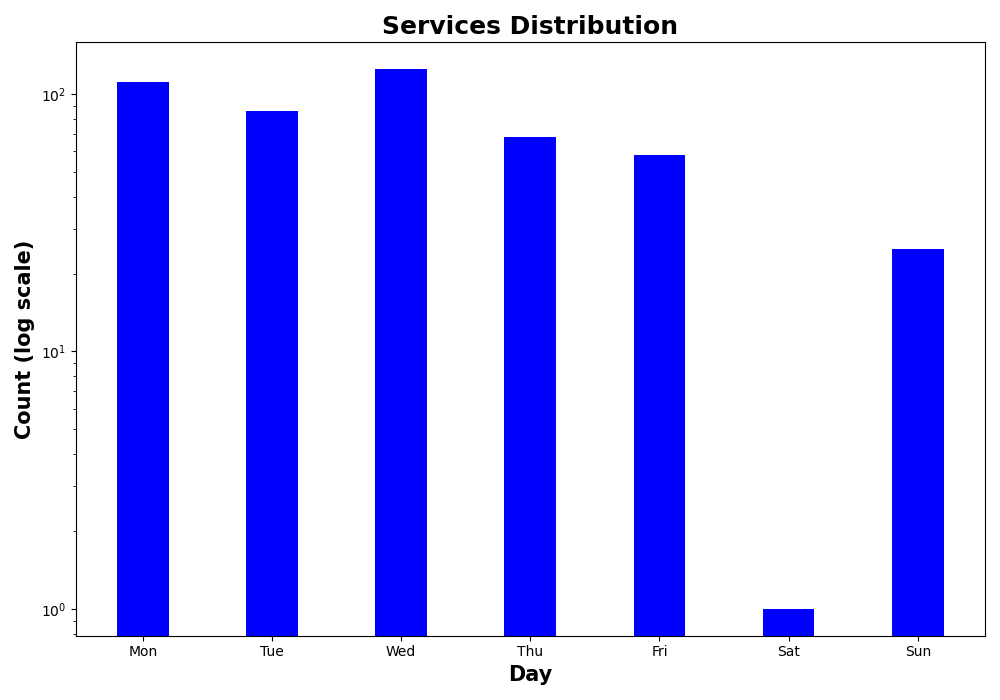 Services Distribution
Count (log scale)
10²
10¹
10⁰
Mon Tue Wed Thu Fri Sat Sun
Day